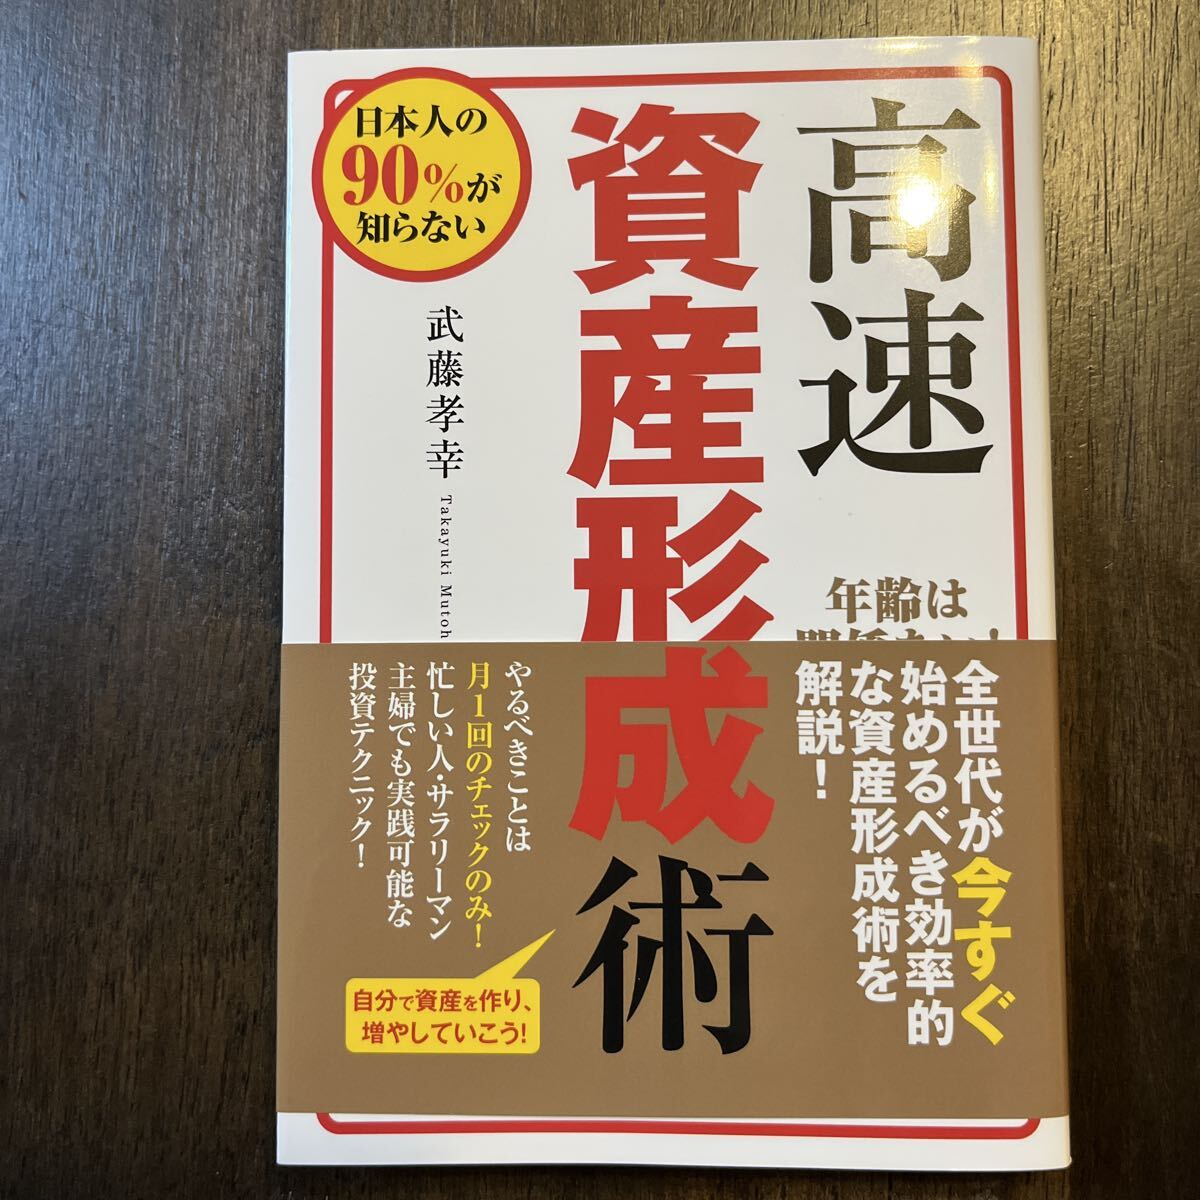 日本人の
90%が
知らない
高速
資産形成術
武藤孝幸
Takayuki Mutoh
年齢は
全世代が今すぐ
始めるべき効率的
な資産形成術を
解説!
やるべきことは
月1回のチェックのみ!
忙しい人・サラリーマン
主婦でも実践可能な
投資テクニック!
自分で資産を作り、
増やしていこう!